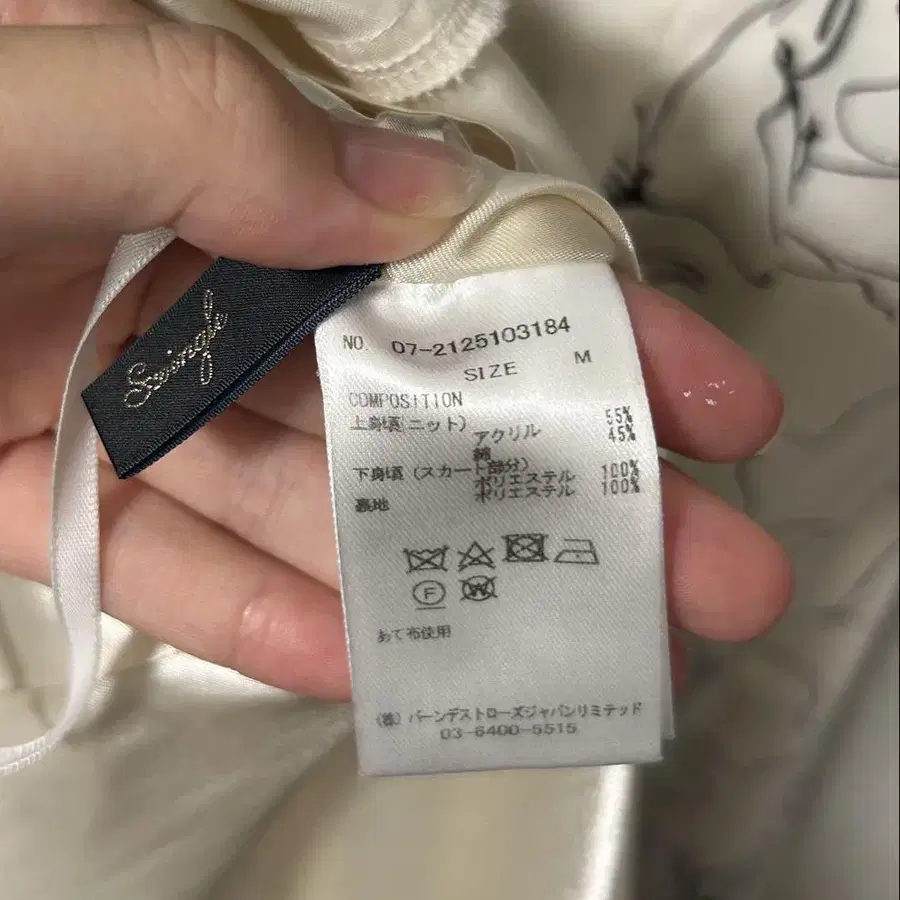 Swingle
NO. 07-2125103184
SIZE M
COMPOSITION
上身頃(ニット)
アクリル 55%
綿 45%
下身頃(スカート部分)
ポリエステル 100%
裏地 ポリエステル 100%
F
W
あて布使用
(株)バーンデストローズジャパンリミテッド
03-6400-5515